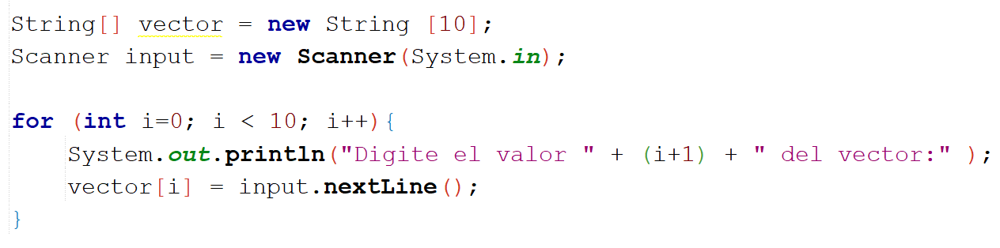 String[] vector = new String [10];
Scanner input = new Scanner(System.in);
for (int i=0; i < 10; i++){
System.out.println("Digite el valor " + (i+1) + " del vector:" );
vector[i] = input.nextLine();
}